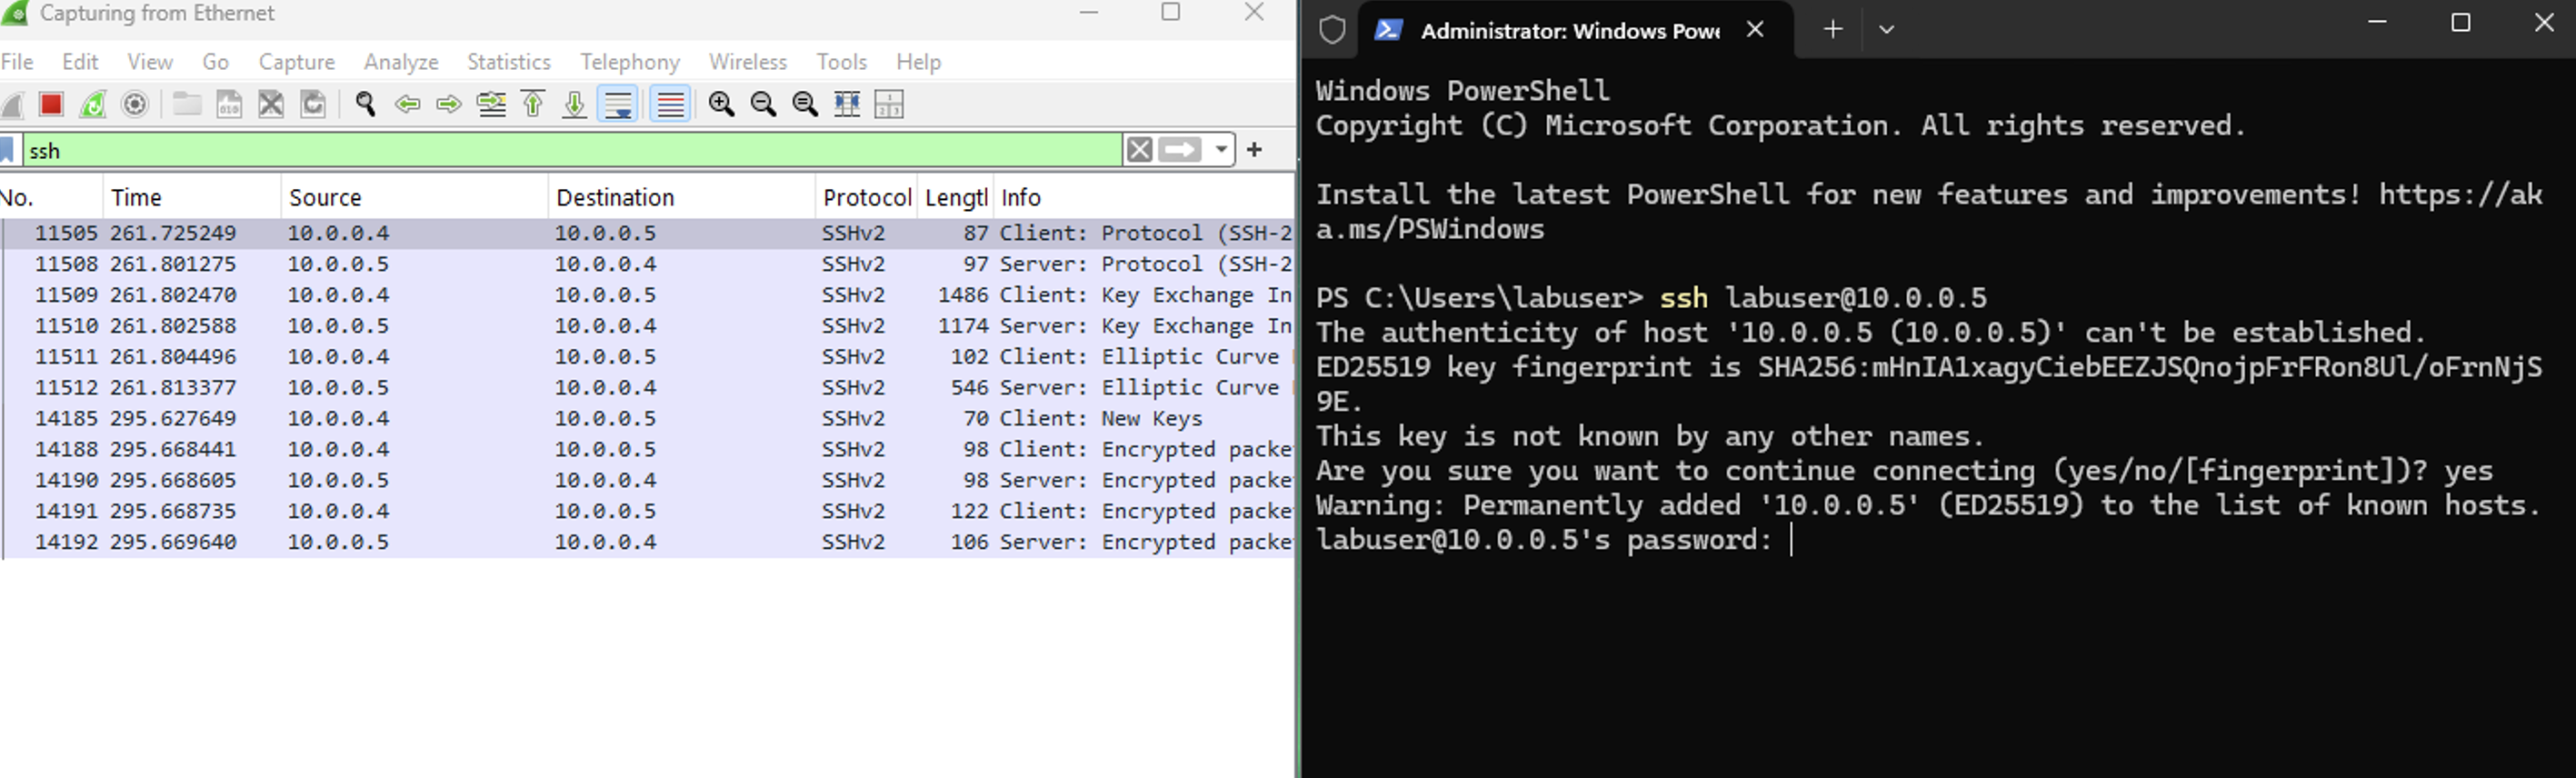 Capturing from Ethernet
File Edit View Go Capture Analyze Statistics Telephony Wireless Tools Help
ssh
No. Time Source Destination Protocol Lengtl Info
11505 261.725249 10.0.0.4 10.0.0.5 SSHv2 87 Client: Protocol (SSH-2
11508 261.801275 10.0.0.5 10.0.0.4 SSHv2 97 Server: Protocol (SSH-2
11509 261.802470 10.0.0.4 10.0.0.5 SSHv2 1486 Client: Key Exchange In
11510 261.802588 10.0.0.5 10.0.0.4 SSHv2 1174 Server: Key Exchange In
11511 261.804496 10.0.0.4 10.0.0.5 SSHv2 102 Client: Elliptic Curve
11512 261.813377 10.0.0.5 10.0.0.4 SSHv2 546 Server: Elliptic Curve
14185 295.627649 10.0.0.4 10.0.0.5 SSHv2 70 Client: New Keys
14188 295.668441 10.0.0.4 10.0.0.5 SSHv2 98 Client: Encrypted packe
14190 295.668605 10.0.0.5 10.0.0.4 SSHv2 98 Server: Encrypted packe
14191 295.668735 10.0.0.4 10.0.0.5 SSHv2 122 Client: Encrypted packe
14192 295.669640 10.0.0.5 10.0.0.4 SSHv2 106 Server: Encrypted packe
Administrator: Windows Powe
Windows PowerShell
Copyright (C) Microsoft Corporation. All rights reserved.
Install the latest PowerShell for new features and improvements! https://ak
a.ms/PSWindows
PS C:\Users\labuser> ssh labuser@10.0.0.5
The authenticity of host '10.0.0.5 (10.0.0.5)' can't be established.
ED25519 key fingerprint is SHA256:mHnIA1xagyCiebEEZJSQnojpFrFRon8Ul/oFrnNjS
9E.
This key is not known by any other names.
Are you sure you want to continue connecting (yes/no/[fingerprint])? yes
Warning: Permanently added '10.0.0.5' (ED25519) to the list of known hosts.
labuser@10.0.0.5's password: